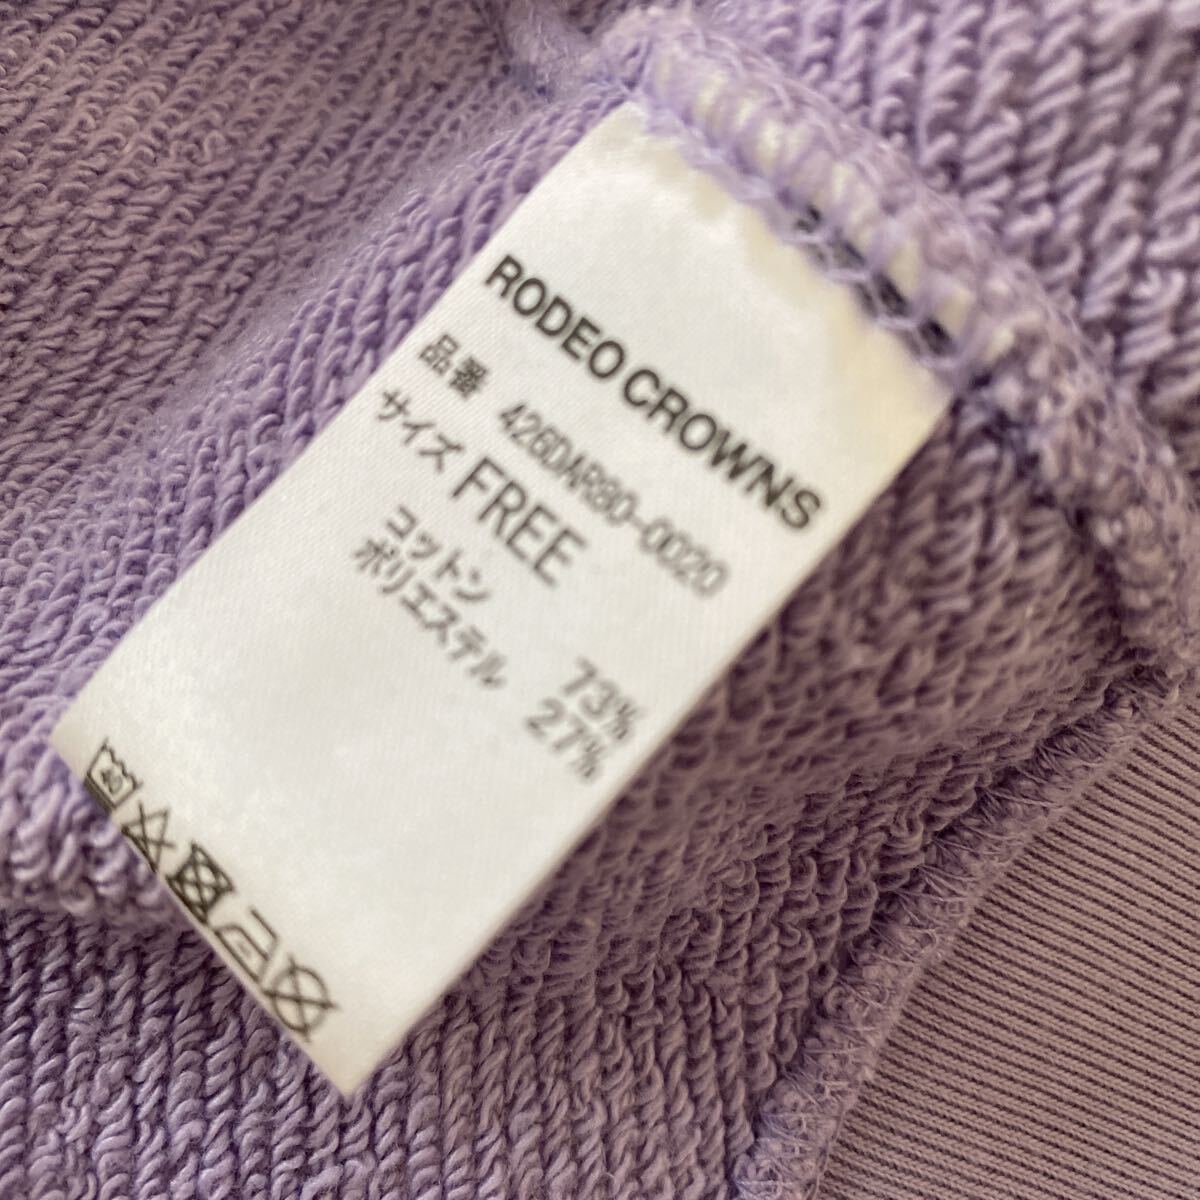 RODEO CROWNS
品番 426DAR80-0020
サイズ FREE
コットン 73%
ポリエステル 27%
40